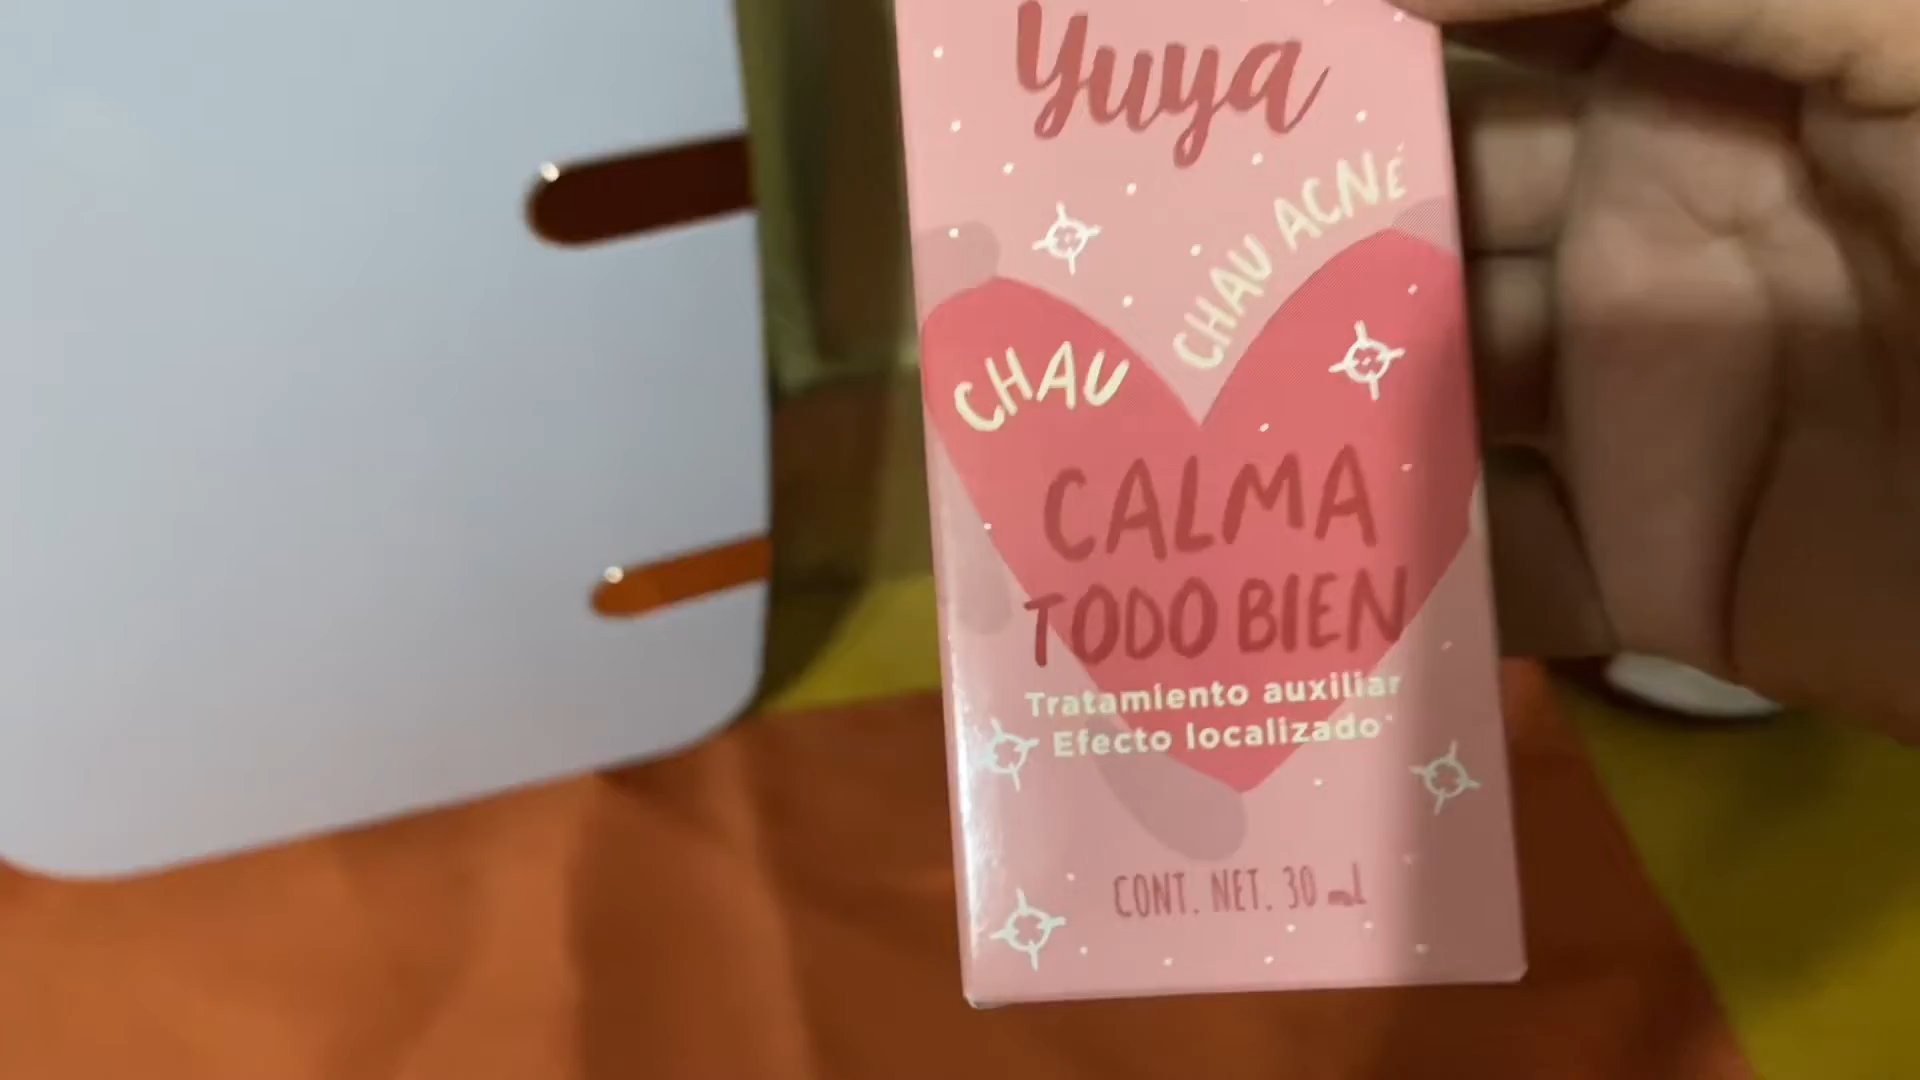 yuya
CHAU
CHAU ACNÉ
CALMA
TODO BIEN
Tratamiento auxiliar
Efecto localizado
CONT. NET. 30 mL